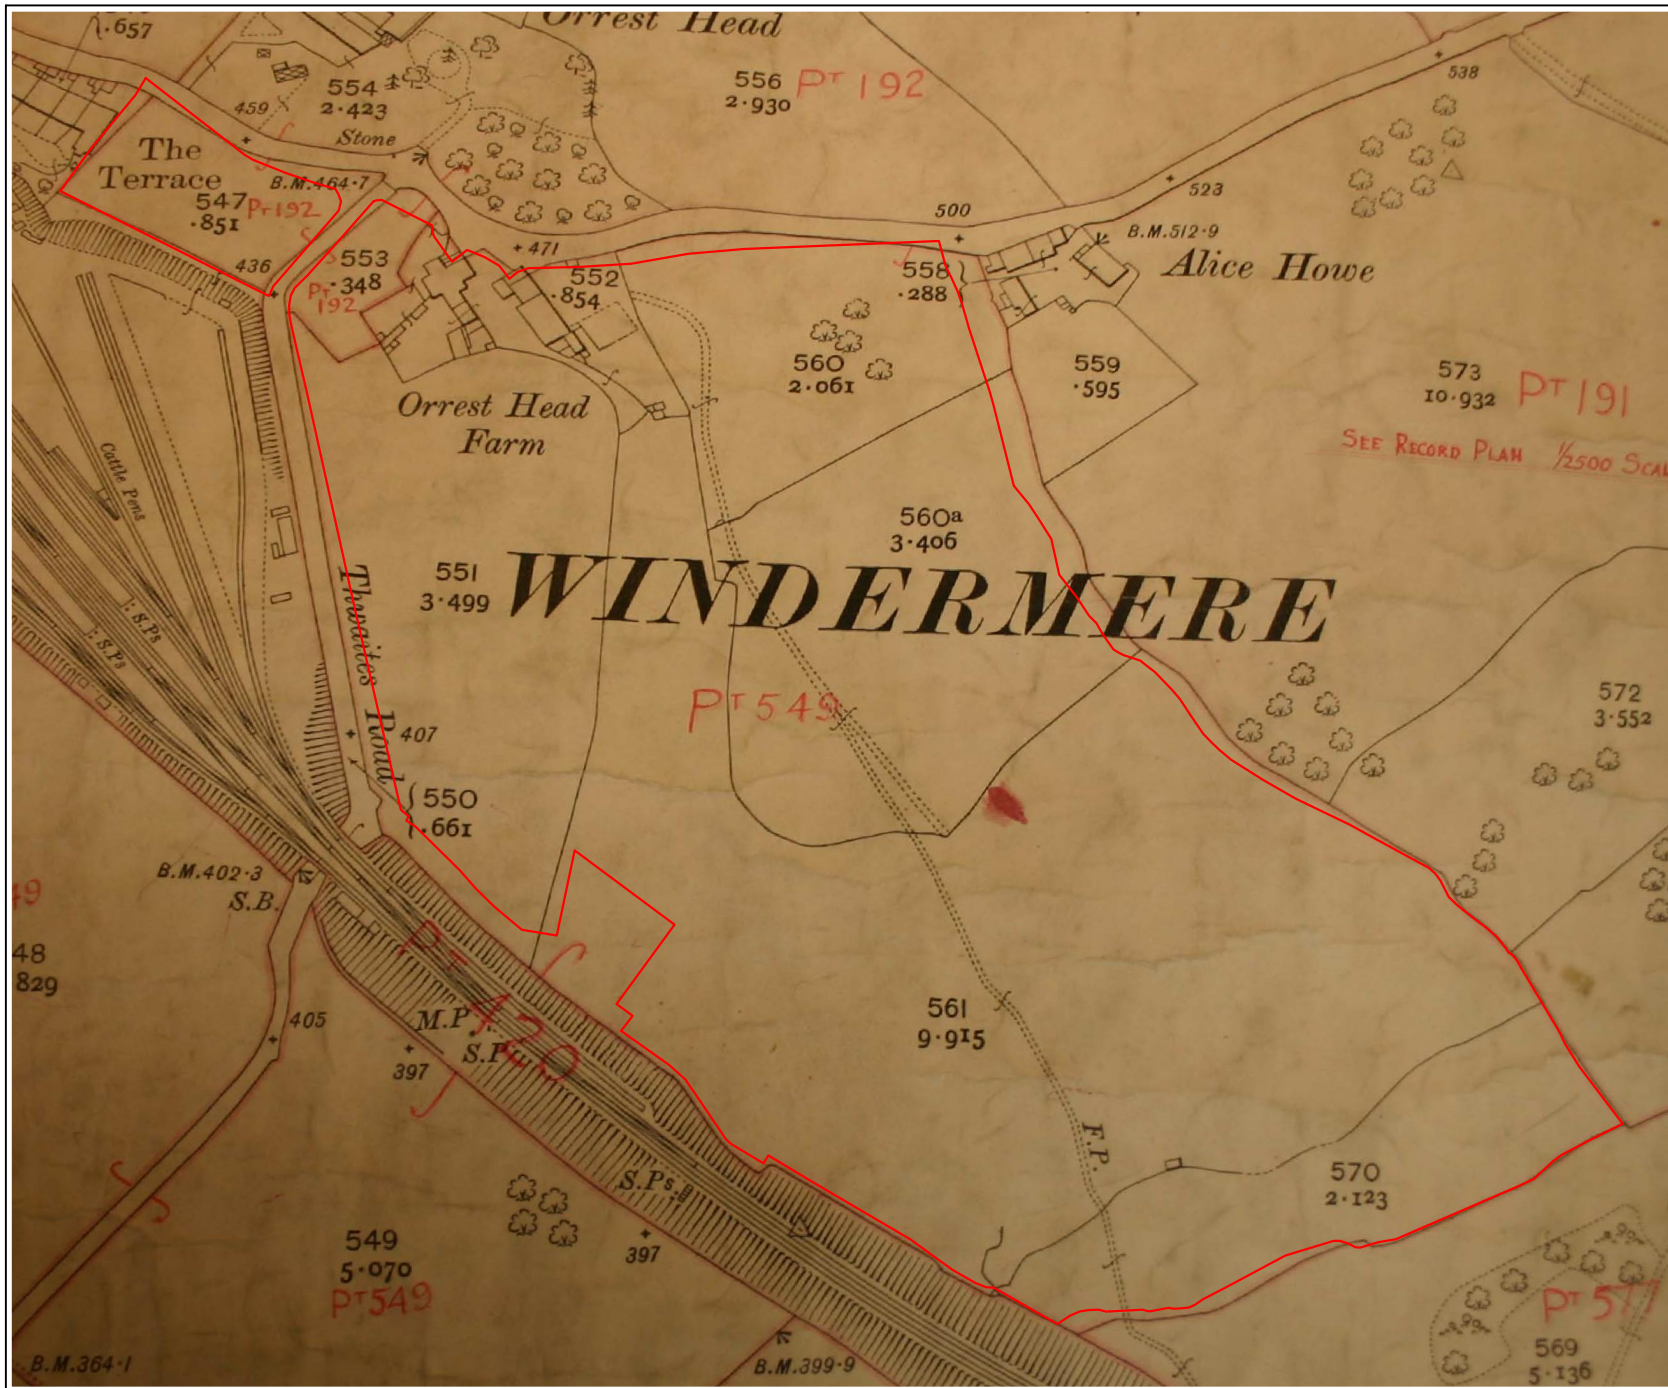 .657
Orrest Head
554
2.423
556
2.930
PT 192
459
Stone
538
The
Terrace
B.M.464.7
547
.851
PT 192
523
500
471
B.M.512.9
Alice Howe
436
553
.348
PT
192
552
.854
558
.288
560
2.061
559
.595
573
10.932
PT 191
SEE RECORD PLAN 1/2500
Orrest Head
Farm
Cattle Pens
560a
3.406
551
3.499
WINDERMERE
Thwaites Road
S.Ps
S.Ps
PT 549
572
3.552
407
550
.661
B.M.402.3
S.B.
49
48
829
PT
420
405
M.P.
S.P.
397
561
9.915
F.P.
570
2.123
S.Ps.
397
549
5.070
PT 549
PT 577
569
5.136
B.M.364.1
B.M.399.9